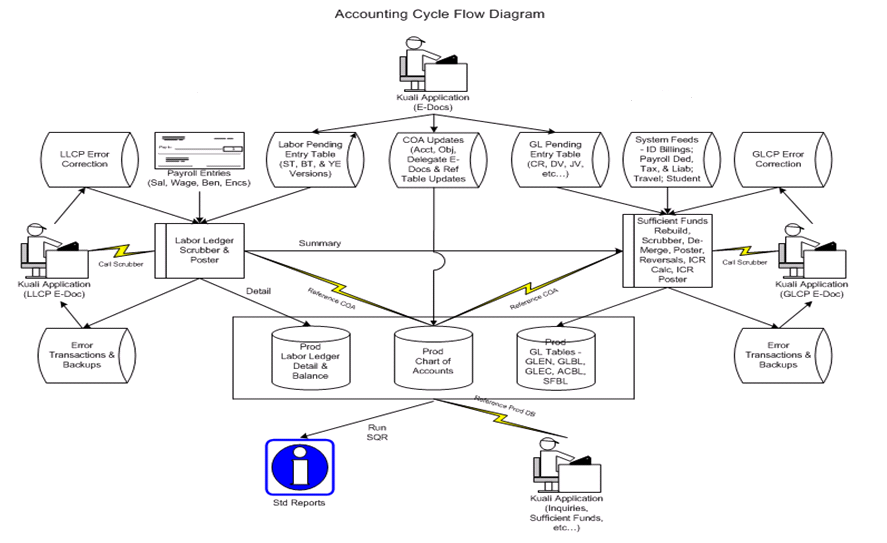 Accounting Cycle Flow Diagram
Kuali Application
(E-Docs)
LLCP Error
Correction
Payroll Entries
(Sal, Wage, Ben, Encs)
Labor Pending
Entry Table
(ST, BT, & YE
Versions)
COA Updates
(Acct, Obj,
Delegate E-
Docs & Ref
Table Updates
GL Pending
Entry Table
(CR, DV, JV,
etc...)
System Feeds
- ID Billings;
Payroll Ded,
Tax, & Liab;
Travel; Student
GLCP Error
Correction
Kuali Application
(LLCP E-Doc)
Call Scrubber
Labor Ledger
Scrubber &
Poster
Summary
Sufficient Funds
Rebuild,
Scrubber, De-
Merge, Poster,
Reversals, ICR
Calc, ICR
Poster
Call Scrubber
Kuali Application
(GLCP E-Doc)
Detail
Reference COA
Reference COA
Error
Transactions &
Backups
Prod
Labor Ledger
Detail &
Balance
Prod
Chart of
Accounts
Prod
GL Tables -
GLEN, GLBL,
GLEC, ACBL,
SFBL
Error
Transactions &
Backups
Run
SQR
Reference Prod DB
Std Reports
Kuali Application
(Inquiries,
Sufficient Funds,
etc...)